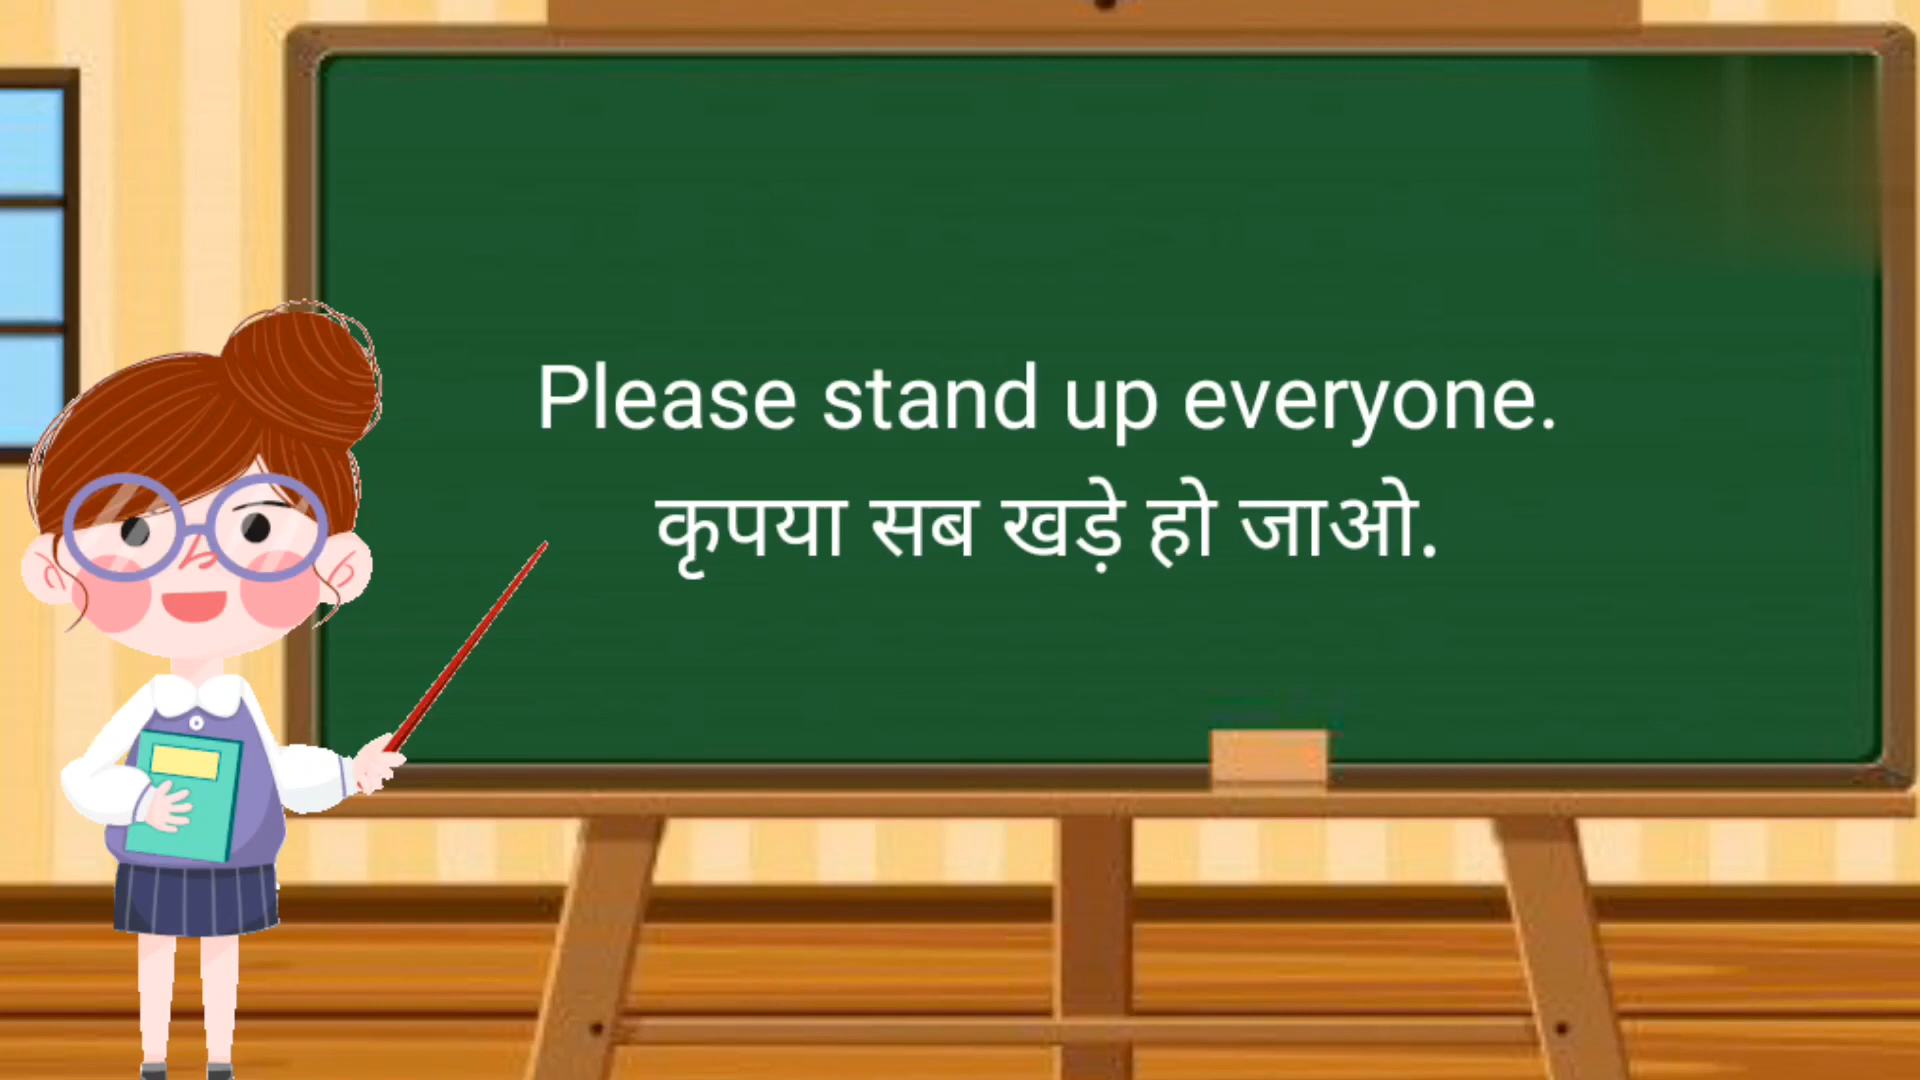 Please stand up everyone.
कृपया सब खड़े हो जाओ.